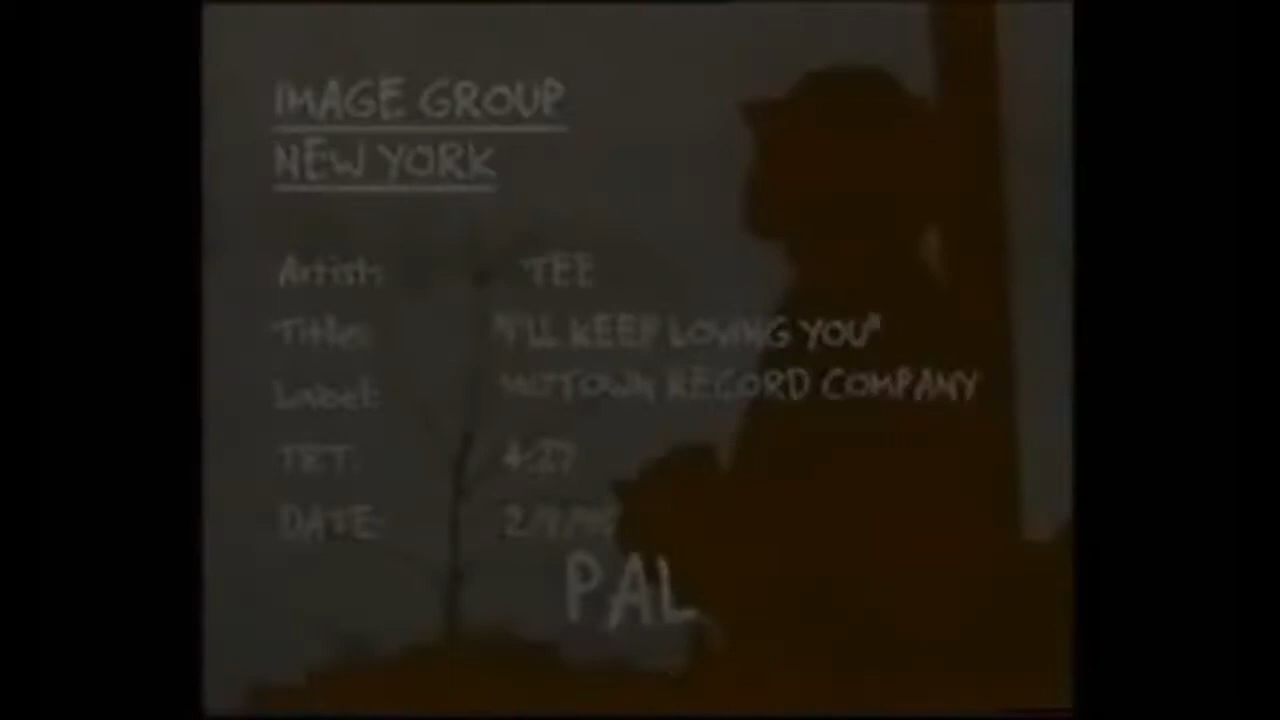 IMAGE GROUP
NEW YORK
Artist: TEE
Title: "I'LL KEEP LOVING YOU"
Label: MOTOWN RECORD COMPANY
TRT: 4:27
DATE:
PAL